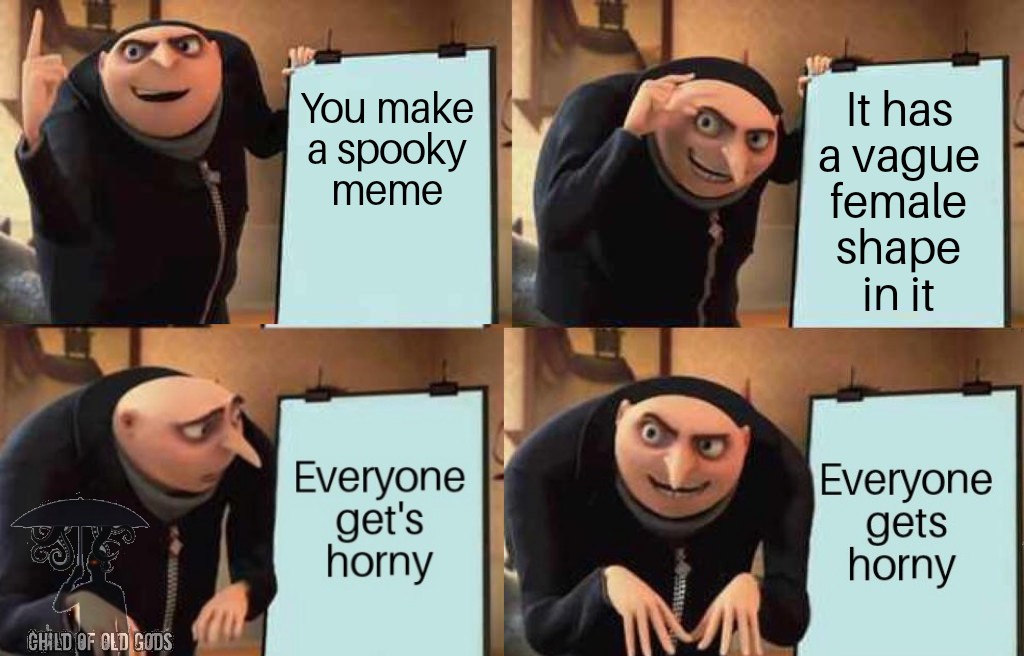 You make
a spooky
meme
It has
a vague
female
shape
in it
Everyone
get's
horny
Everyone
gets
horny
CHILD OF OLD GODS